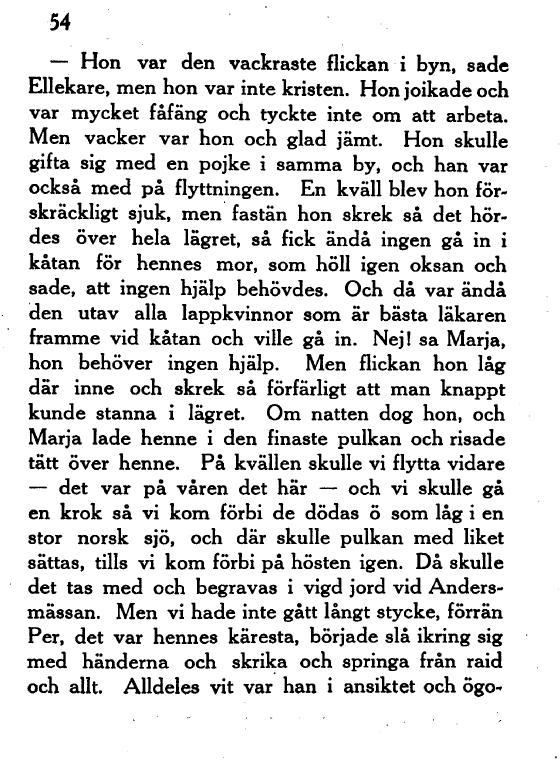 54
— Hon var den vackraste flickan i byn, sade
Ellekare, men hon var inte kristen. Hon joikade och
var mycket fåfäng och tyckte inte om att arbeta.
Men vacker var hon och glad jämt. Hon skulle
gifta sig med en pojke i samma by, och han var
också med på flyttningen. En kväll blev hon för-
skräckligt sjuk, men fastän hon skrek så det hör-
des över hela lägret, så fick ändå ingen gå in i
kåtan för hennes mor, som höll igen oksan och
sade, att ingen hjälp behövdes. Och då var ändå
den utav alla lappkvinnor som är bästa läkaren
framme vid kåtan och ville gå in. Nej! sa Marja,
hon behöver ingen hjälp. Men flickan hon låg
där inne och skrek så förfärligt att man knappt
kunde stanna i lägret. Om natten dog hon, och
Marja lade henne i den finaste pulkan och risade
tätt över henne. På kvällen skulle vi flytta vidare
— det var på våren det här — och vi skulle gå
en krok så vi kom förbi de dödas ö som låg i en
stor norsk sjö, och där skulle pulkan med liket
sättas, tills vi kom förbi på hösten igen. Då skulle
det tas med och begravas i vigd jord vid Anders-
mässan. Men vi hade inte gått långt stycke, förrän
Per, det var hennes käresta, började slå ikring sig
med händerna och skrika och springa från raid
och allt. Alldeles vit var han i ansiktet och ögo-